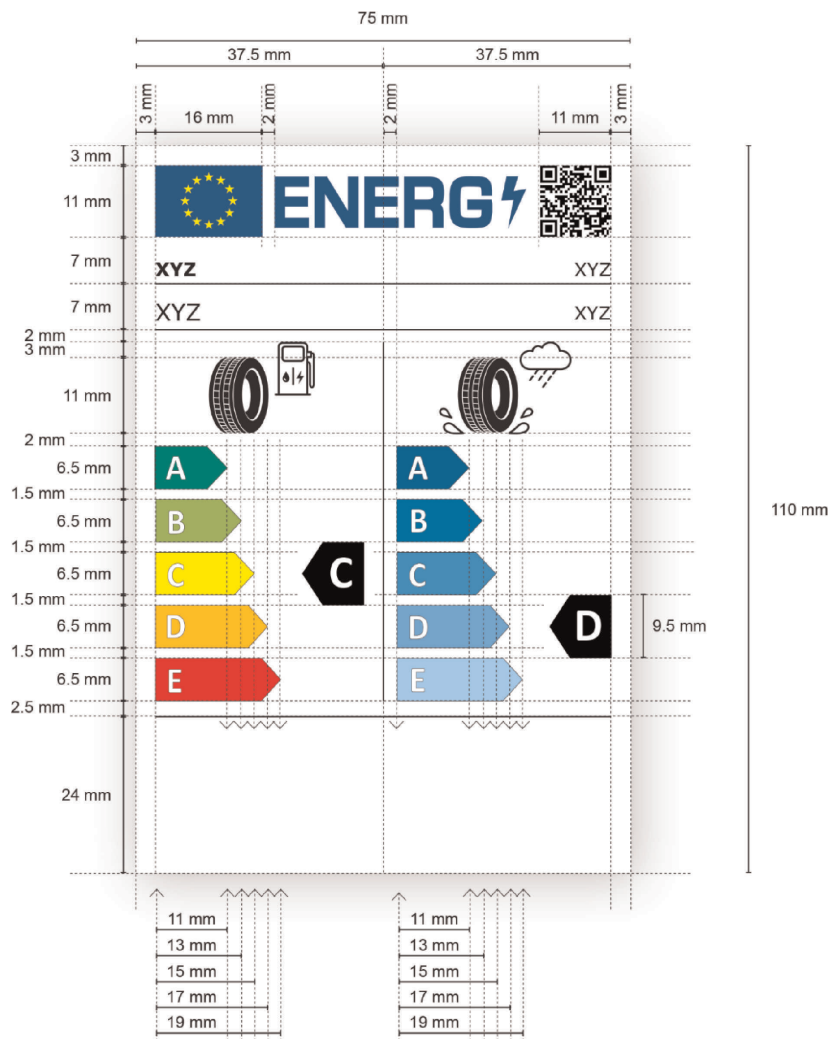 75 mm
37.5 mm 37.5 mm
3 mm 16 mm 2 mm 2 mm 11 mm 3 mm
3 mm
11 mm ENERG
7 mm XYZ XYZ
7 mm XYZ XYZ
2 mm
3 mm
11 mm
2 mm
6.5 mm A A
1.5 mm
6.5 mm B B
110 mm
1.5 mm
6.5 mm C C C
1.5 mm
6.5 mm D D D 9.5 mm
1.5 mm
6.5 mm E E
2.5 mm
24 mm
11 mm 11 mm
13 mm 13 mm
15 mm 15 mm
17 mm 17 mm
19 mm 19 mm